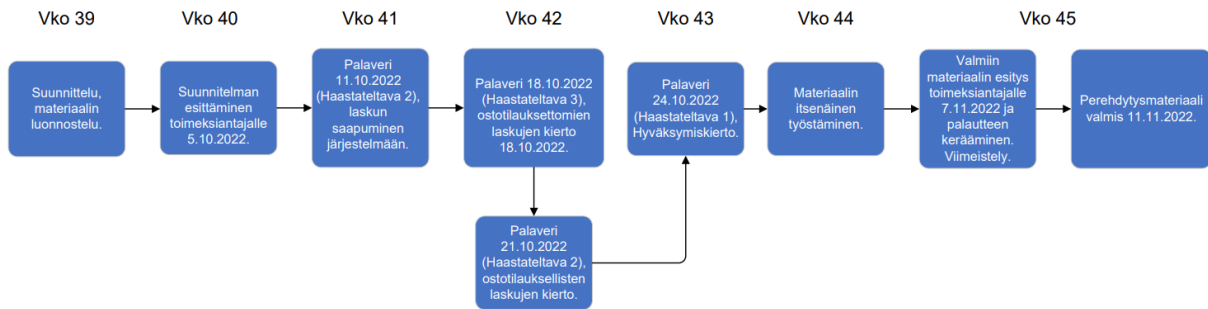 Vko 39
Vko 40
Vko 41
Vko 42
Vko 43
Vko 44
Vko 45
Suunnittelu,
materiaalin
luonnostelu.
Suunnitelman
esittäminen
toimeksiantajalle
5.10.2022.
Palaveri
11.10.2022
(Haastateltava 2),
laskun
saapuminen
järjestelmään.
Palaveri 18.10.2022
(Haastateltava 3),
ostotilauksettomien
laskujen kierto
18.10.2022.
Palaveri
21.10.2022
(Haastateltava 2),
ostotilauksellisten
laskujen kierto.
Palaveri
24.10.2022
(Haastateltava 1),
Hyväksymiskierto.
Materiaalin
itsenäinen
työstäminen.
Valmiin
materiaalin esitys
toimeksiantajalle
7.11.2022 ja
palautteen
kerääminen.
Viimeistely.
Perehdytysmateriaali
valmis 11.11.2022.